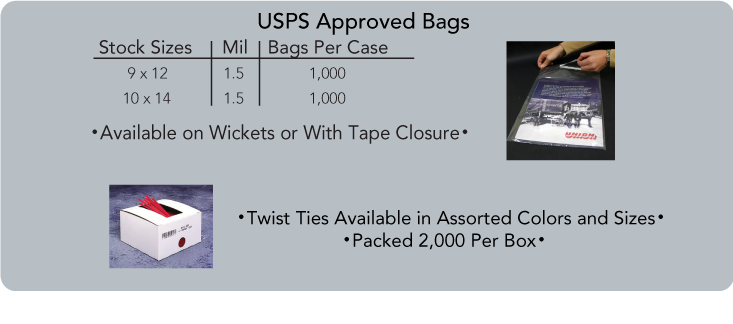 USPS Approved Bags
Stock Sizes Mil Bags Per Case
9 x 12 1.5 1,000
10 x 14 1.5 1,000
•Available on Wickets or With Tape Closure•
UNION
•Twist Ties Available in Assorted Colors and Sizes•
•Packed 2,000 Per Box•